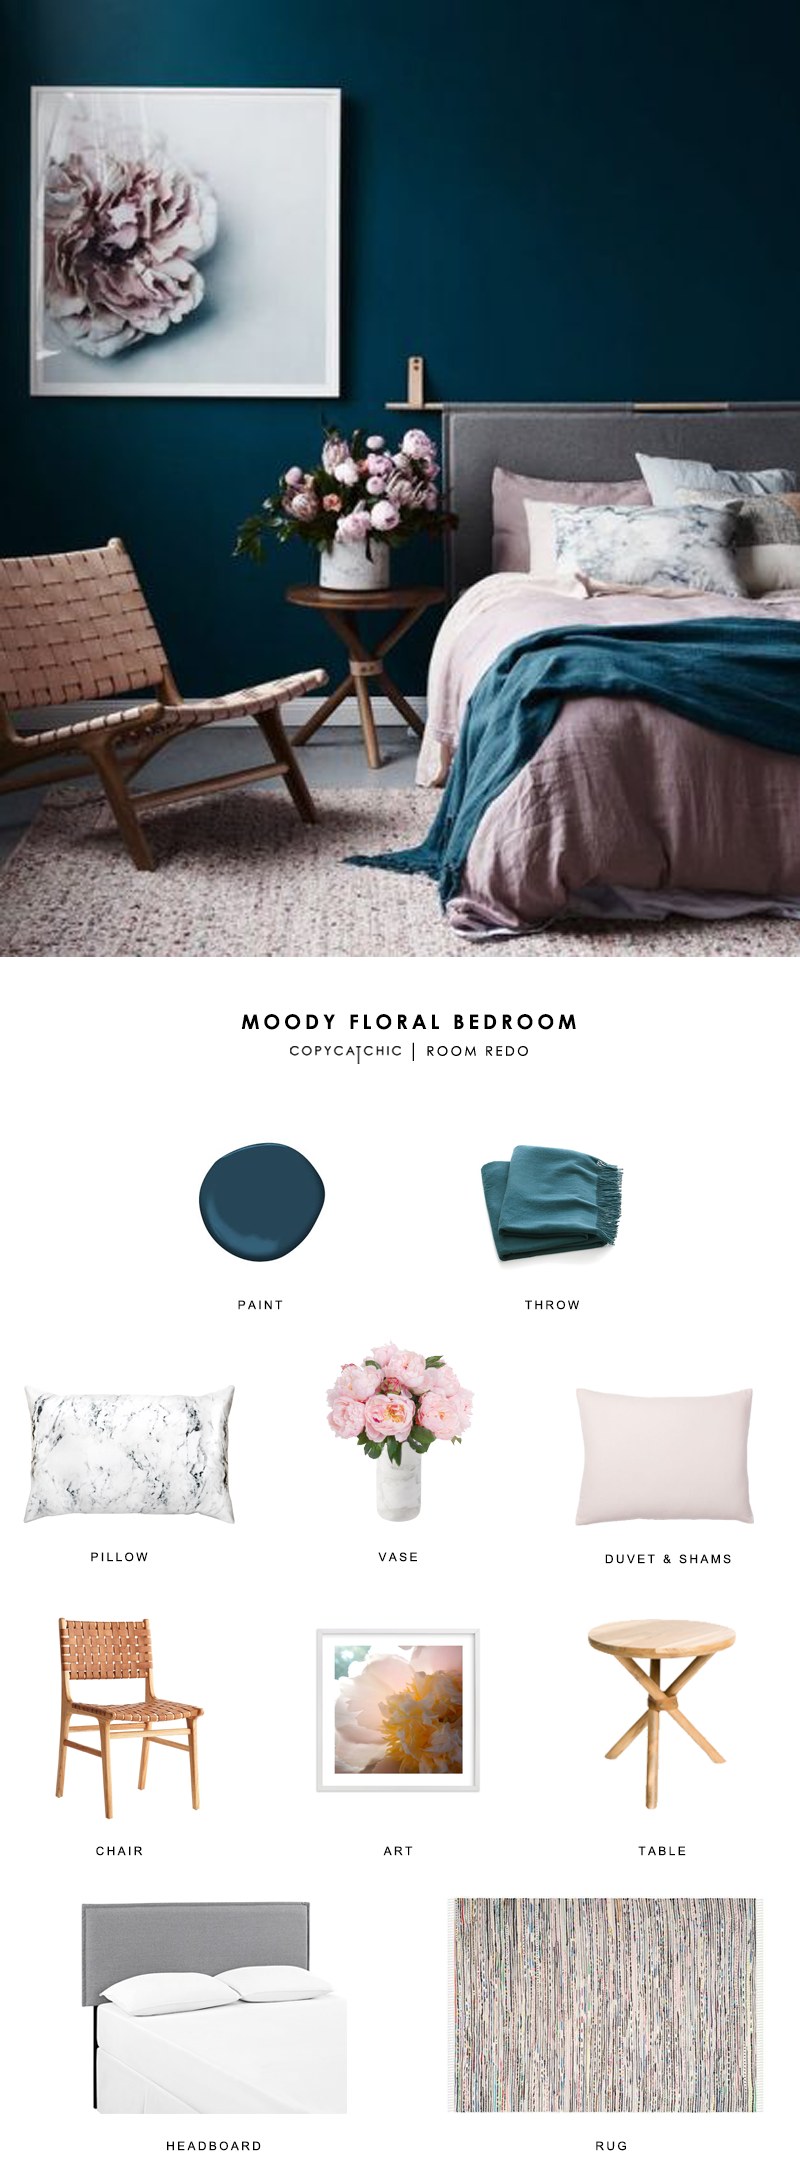 MOODY FLORAL BEDROOM
COPYCATCHIC | ROOM REDO
PAINT
THROW
PILLOW
VASE
DUVET & SHAMS
CHAIR
ART
TABLE
HEADBOARD
RUG